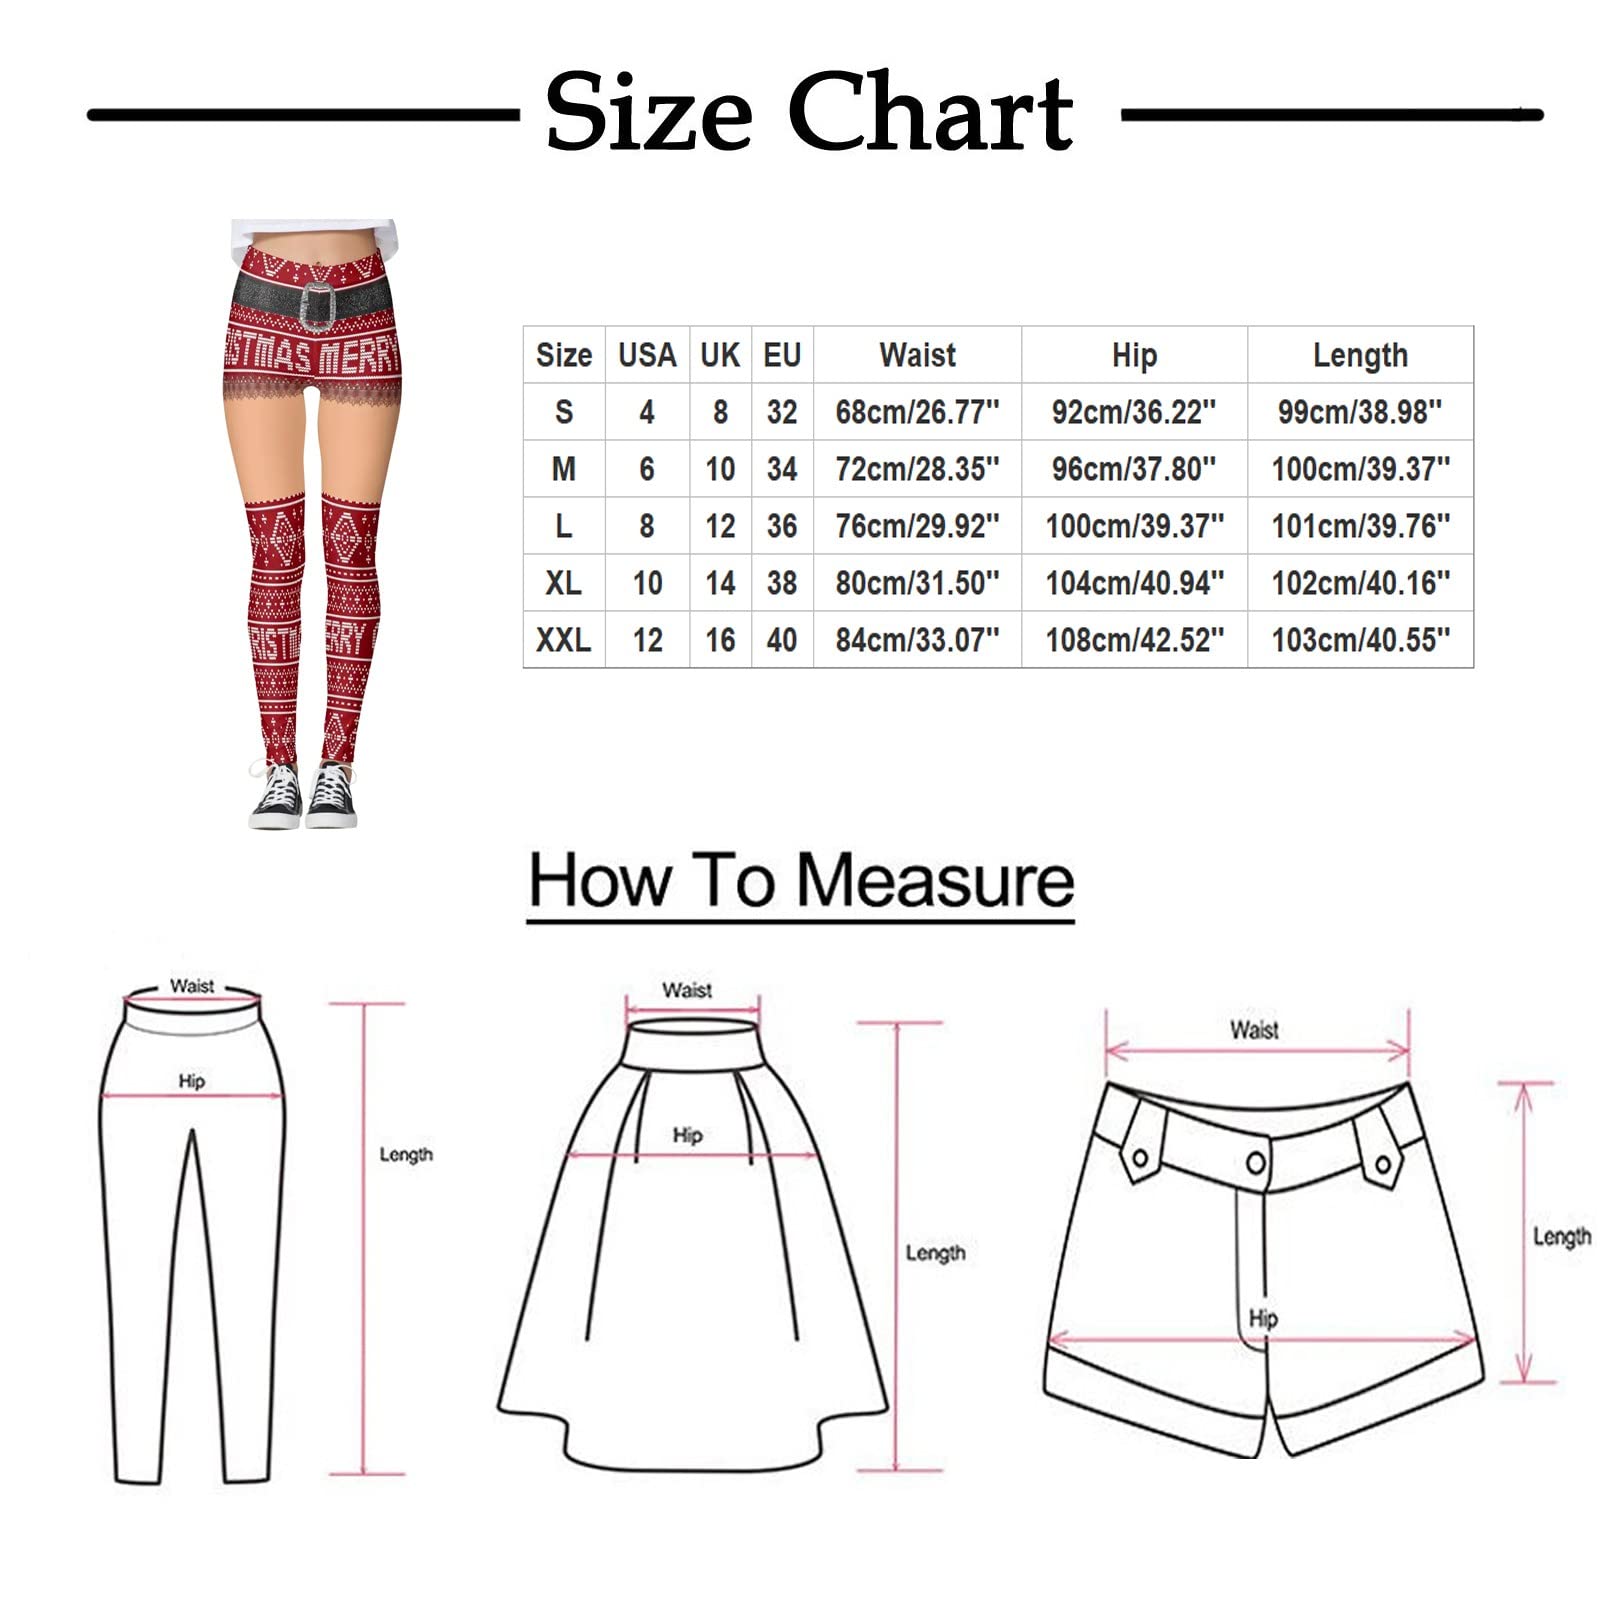 Size Chart
ISTMAS MERRY
RISTMA ERRY
Size USA UK EU Waist Hip Length
S 4 8 32 68cm/26.77" 92cm/36.22" 99cm/38.98"
M 6 10 34 72cm/28.35" 96cm/37.80" 100cm/39.37"
L 8 12 36 76cm/29.92" 100cm/39.37" 101cm/39.76"
XL 10 14 38 80cm/31.50" 104cm/40.94" 102cm/40.16"
XXL 12 16 40 84cm/33.07" 108cm/42.52" 103cm/40.55"
How To Measure
Waist
Hip
Length
Waist
Hip
Length
Waist
Hip
Length